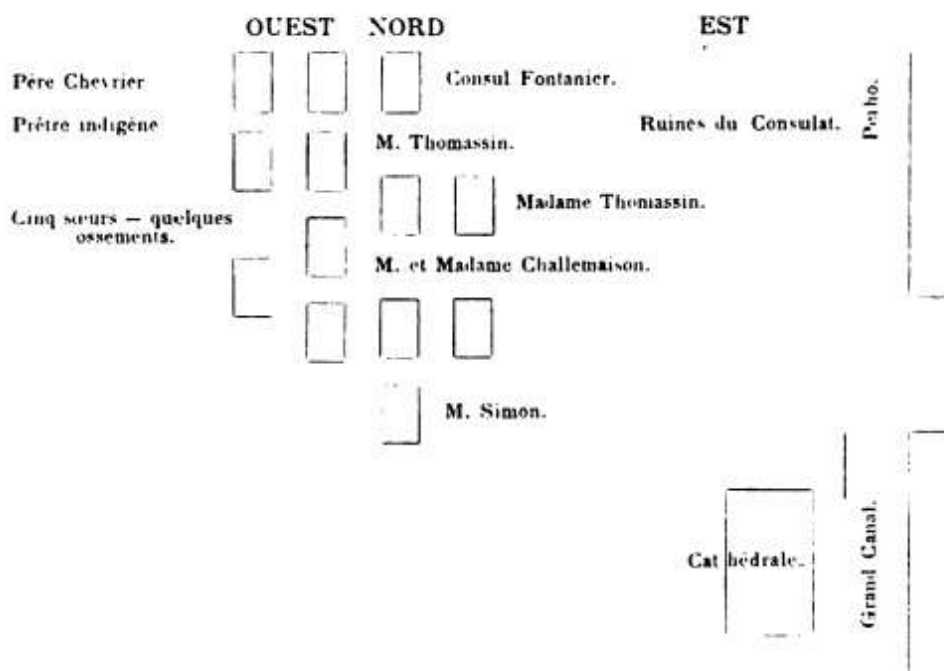 OUEST NORD EST
Père Chevrier
Consul Fontanier.
Prêtre indigène
Ruines du Consulat.
Peiho.
M. Thomassin.
Madame Thomassin.
Cinq sœurs — quelques
ossements.
M. et Madame Challemaison.
M. Simon.
Cathédrale.
Grand Canal.